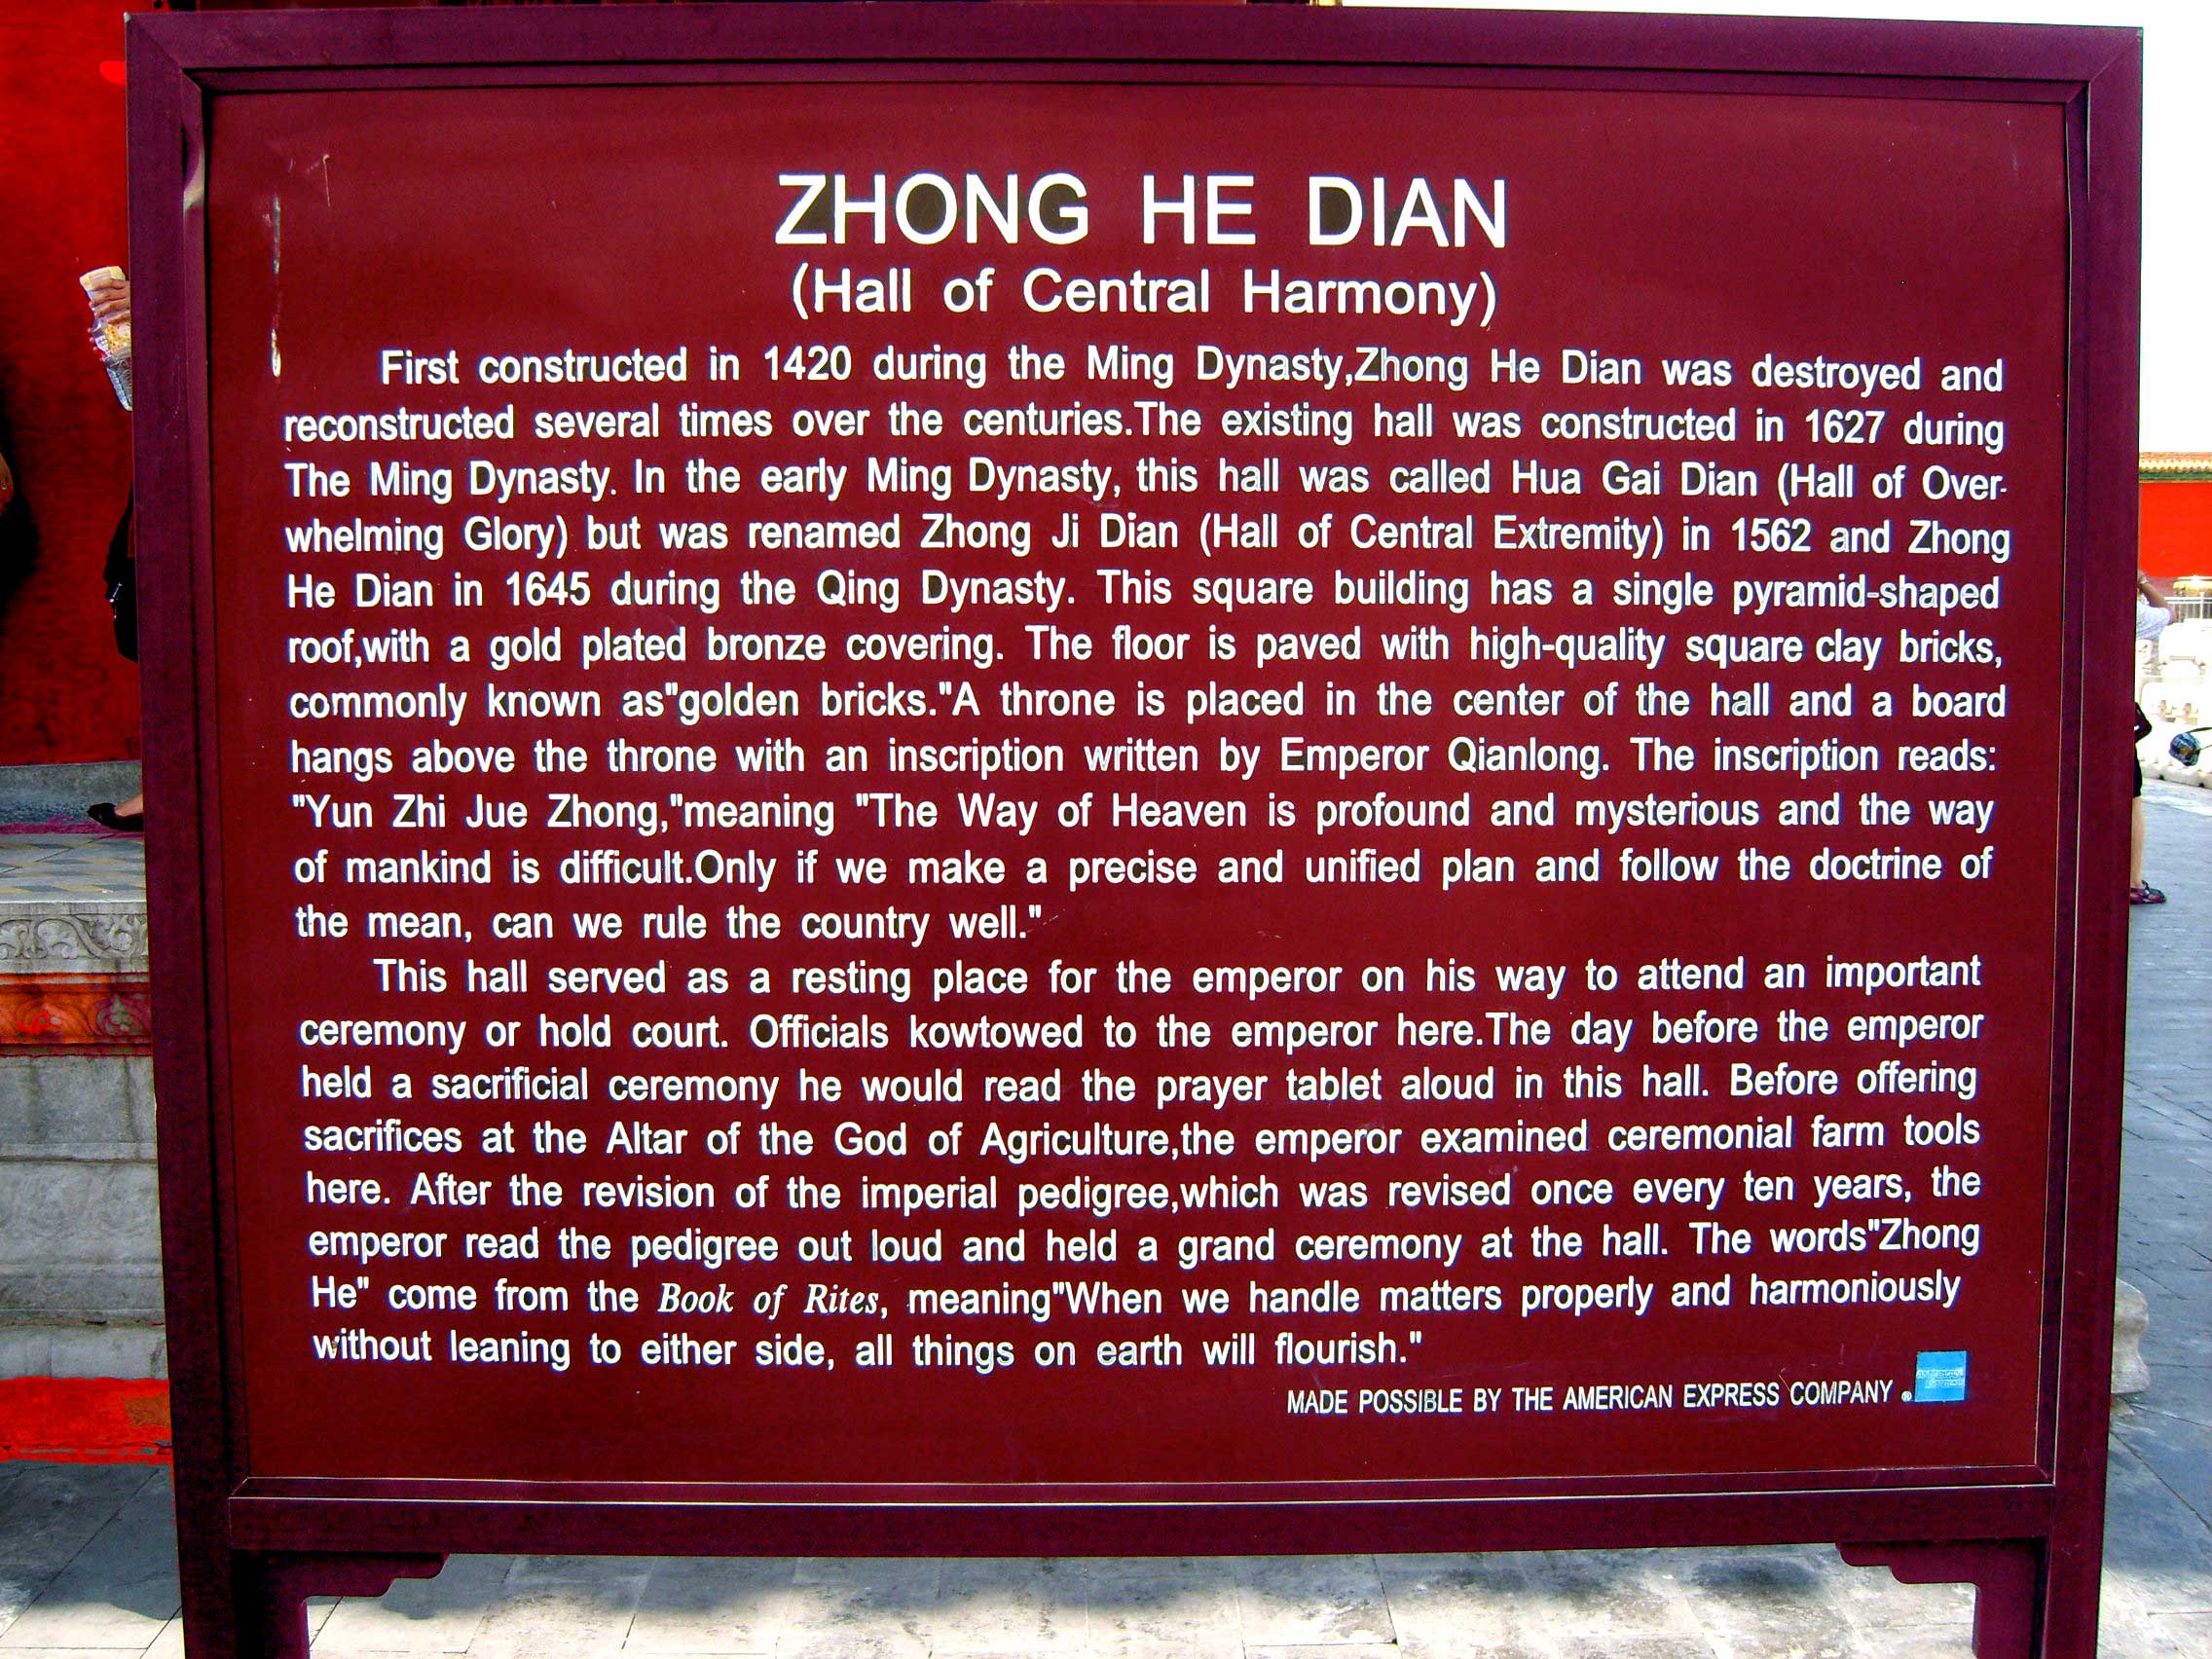 ZHONG HE DIAN
(Hall of Central Harmony)
First constructed in 1420 during the Ming Dynasty,Zhong He Dian was destroyed and
reconstructed several times over the centuries.The existing hall was constructed in 1627 during
The Ming Dynasty. In the early Ming Dynasty, this hall was called Hua Gai Dian (Hall of Over-
whelming Glory) but was renamed Zhong Ji Dian (Hall of Central Extremity) in 1562 and Zhong
He Dian in 1645 during the Qing Dynasty. This square building has a single pyramid-shaped
roof,with a gold plated bronze covering. The floor is paved with high-quality square clay bricks,
commonly known as"golden bricks."A throne is placed in the center of the hall and a board
hangs above the throne with an inscription written by Emperor Qianlong. The inscription reads:
"Yun Zhi Jue Zhong,"meaning "The Way of Heaven is profound and mysterious and the way
of mankind is difficult.Only if we make a precise and unified plan and follow the doctrine of
the mean, can we rule the country well."
This hall served as a resting place for the emperor on his way to attend an important
ceremony or hold court. Officials kowtowed to the emperor here.The day before the emperor
held a sacrificial ceremony he would read the prayer tablet aloud in this hall. Before offering
sacrifices at the Altar of the God of Agriculture,the emperor examined ceremonial farm tools
here. After the revision of the imperial pedigree,which was revised once every ten years, the
emperor read the pedigree out loud and held a grand ceremony at the hall. The words"Zhong
He" come from the Book of Rites, meaning"When we handle matters properly and harmoniously
without leaning to either side, all things on earth will flourish."
MADE POSSIBLE BY THE AMERICAN EXPRESS COMPANY ®